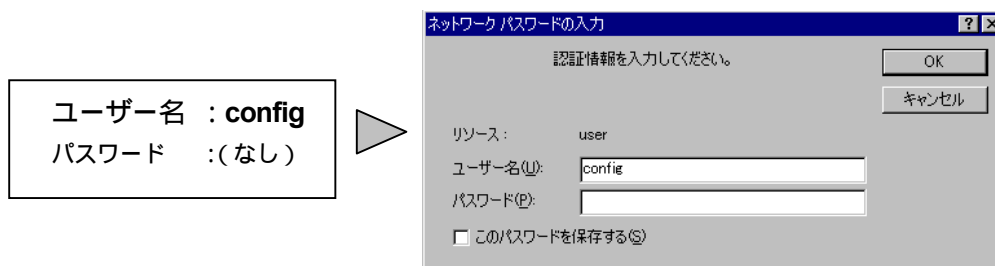 ユーザー名 : config
パスワード :(なし)
ネットワーク パスワードの入力
認証情報を入力してください。
OK
キャンセル
リソース : user
ユーザー名(U): config
パスワード(P):
このパスワードを保存する(S)